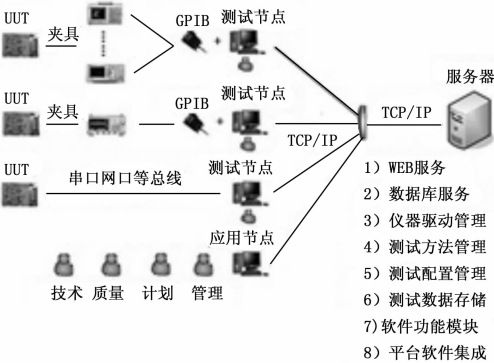 UUT
夹具
GPIB
+
测试节点
UUT
夹具
GPIB
+
测试节点
服务器
TCP/IP
TCP/IP
UUT
串口网口等总线
测试节点
应用节点
技术 质量 计划 管理
1) WEB服务
2) 数据库服务
3) 仪器驱动管理
4) 测试方法管理
5) 测试配置管理
6) 测试数据存储
7)软件功能模块
8) 平台软件集成